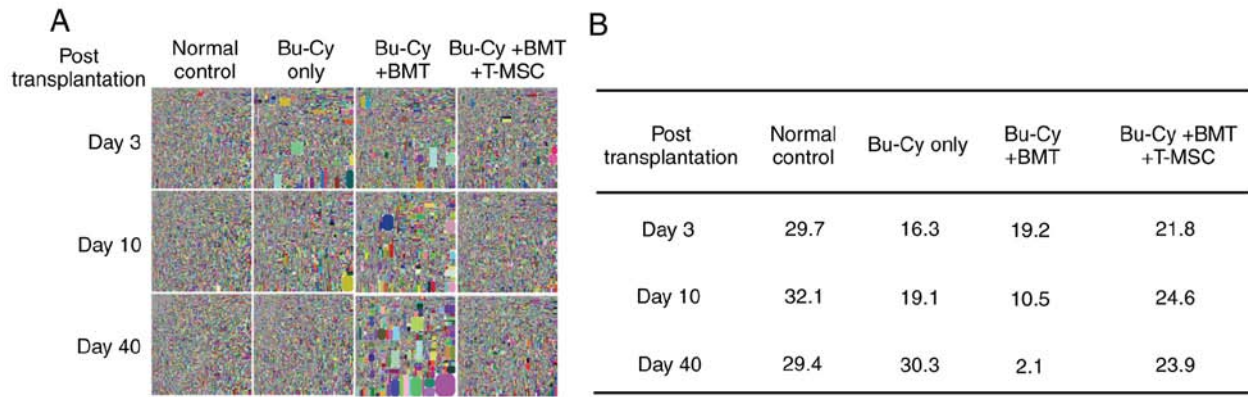 A
Post
transplantation
Normal
control
Bu-Cy
only
Bu-Cy
+BMT
Bu-Cy +BMT
+T-MSC
Day 3
Day 10
Day 40
B
Post
transplantation
Normal
control
Bu-Cy only
Bu-Cy
+BMT
Bu-Cy +BMT
+T-MSC
Day 3 29.7 16.3 19.2 21.8
Day 10 32.1 19.1 10.5 24.6
Day 40 29.4 30.3 2.1 23.9